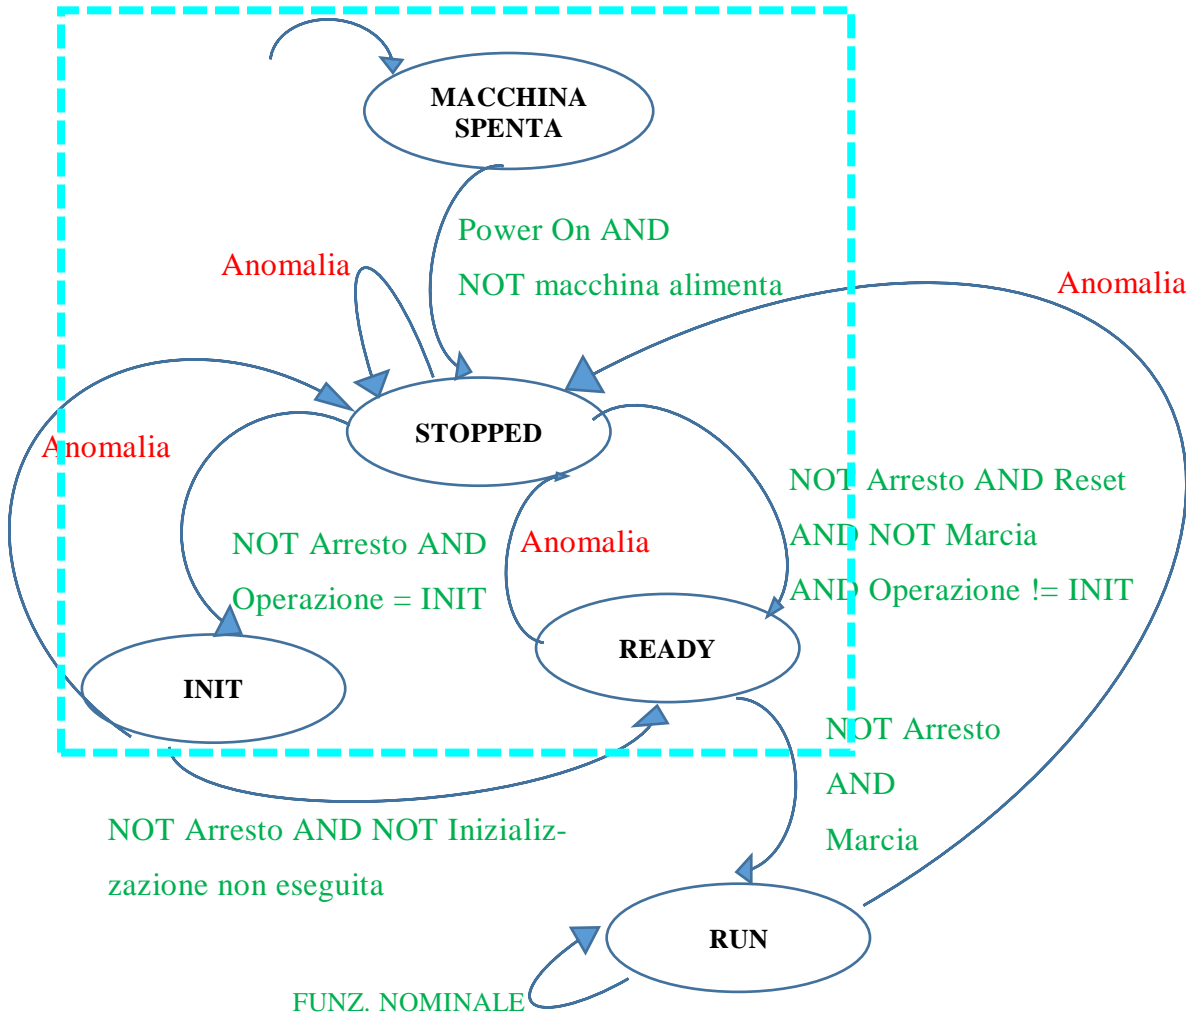 MACCHINA
SPENTA
Power On AND
NOT macchina alimenta
Anomalia
Anomalia
Anomalia
STOPPED
NOT Arresto AND Reset
AND NOT Marcia
AND Operazione != INIT
NOT Arresto AND
Operazione = INIT
Anomalia
READY
INIT
NOT Arresto
AND
Marcia
NOT Arresto AND NOT Inizializ-
zazione non eseguita
RUN
FUNZ. NOMINALE